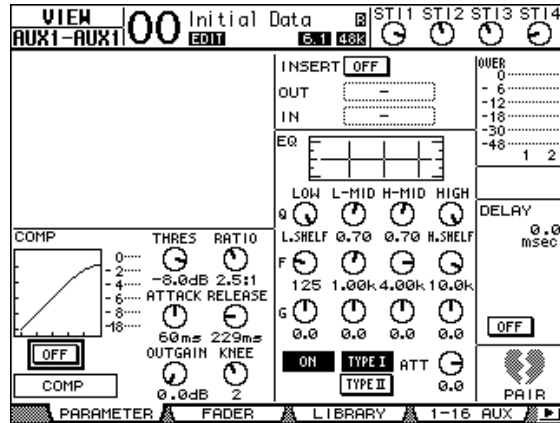 VIEW
AUX1-AUX1
00 Initial Data R
EDIT 6.1 48k
ST11 ST12 ST13 ST14
INSERT OFF
OUT -
IN -
OVER
0
- 6
-12
-18
-30
-48
1 2
EQ
LOW L-MID H-MID HIGH
Q
L.SHELF 0.70 0.70 H.SHELF
F
125 1.00k 4.00k 10.0k
G
0.0 0.0 0.0 0.0
ON TYPE I ATT
TYPE II 0.0
DELAY
0.0
msec
OFF
PAIR
COMP
THRES RATIO
-8.0dB 2.5:1
ATTACK RELEASE
60ms 229ms
OUTGAIN KNEE
0.0dB 2
0
- 2
- 4
- 6
- 8
-18
OFF
COMP
PARAMETER FADER LIBRARY 1-16 AUX